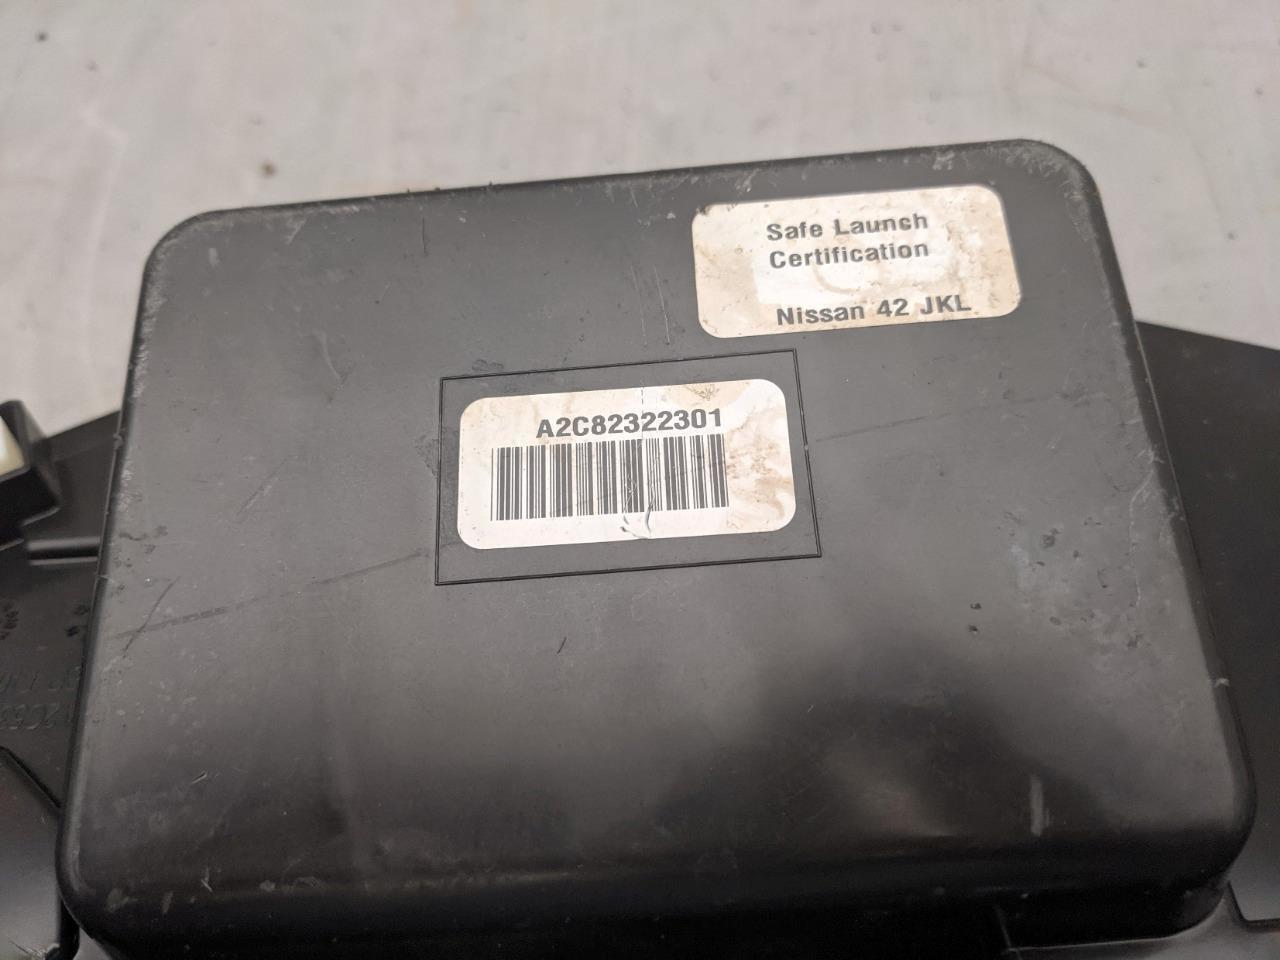 Safe Launch
Certification
Nissan 42 JKL
A2C82322301